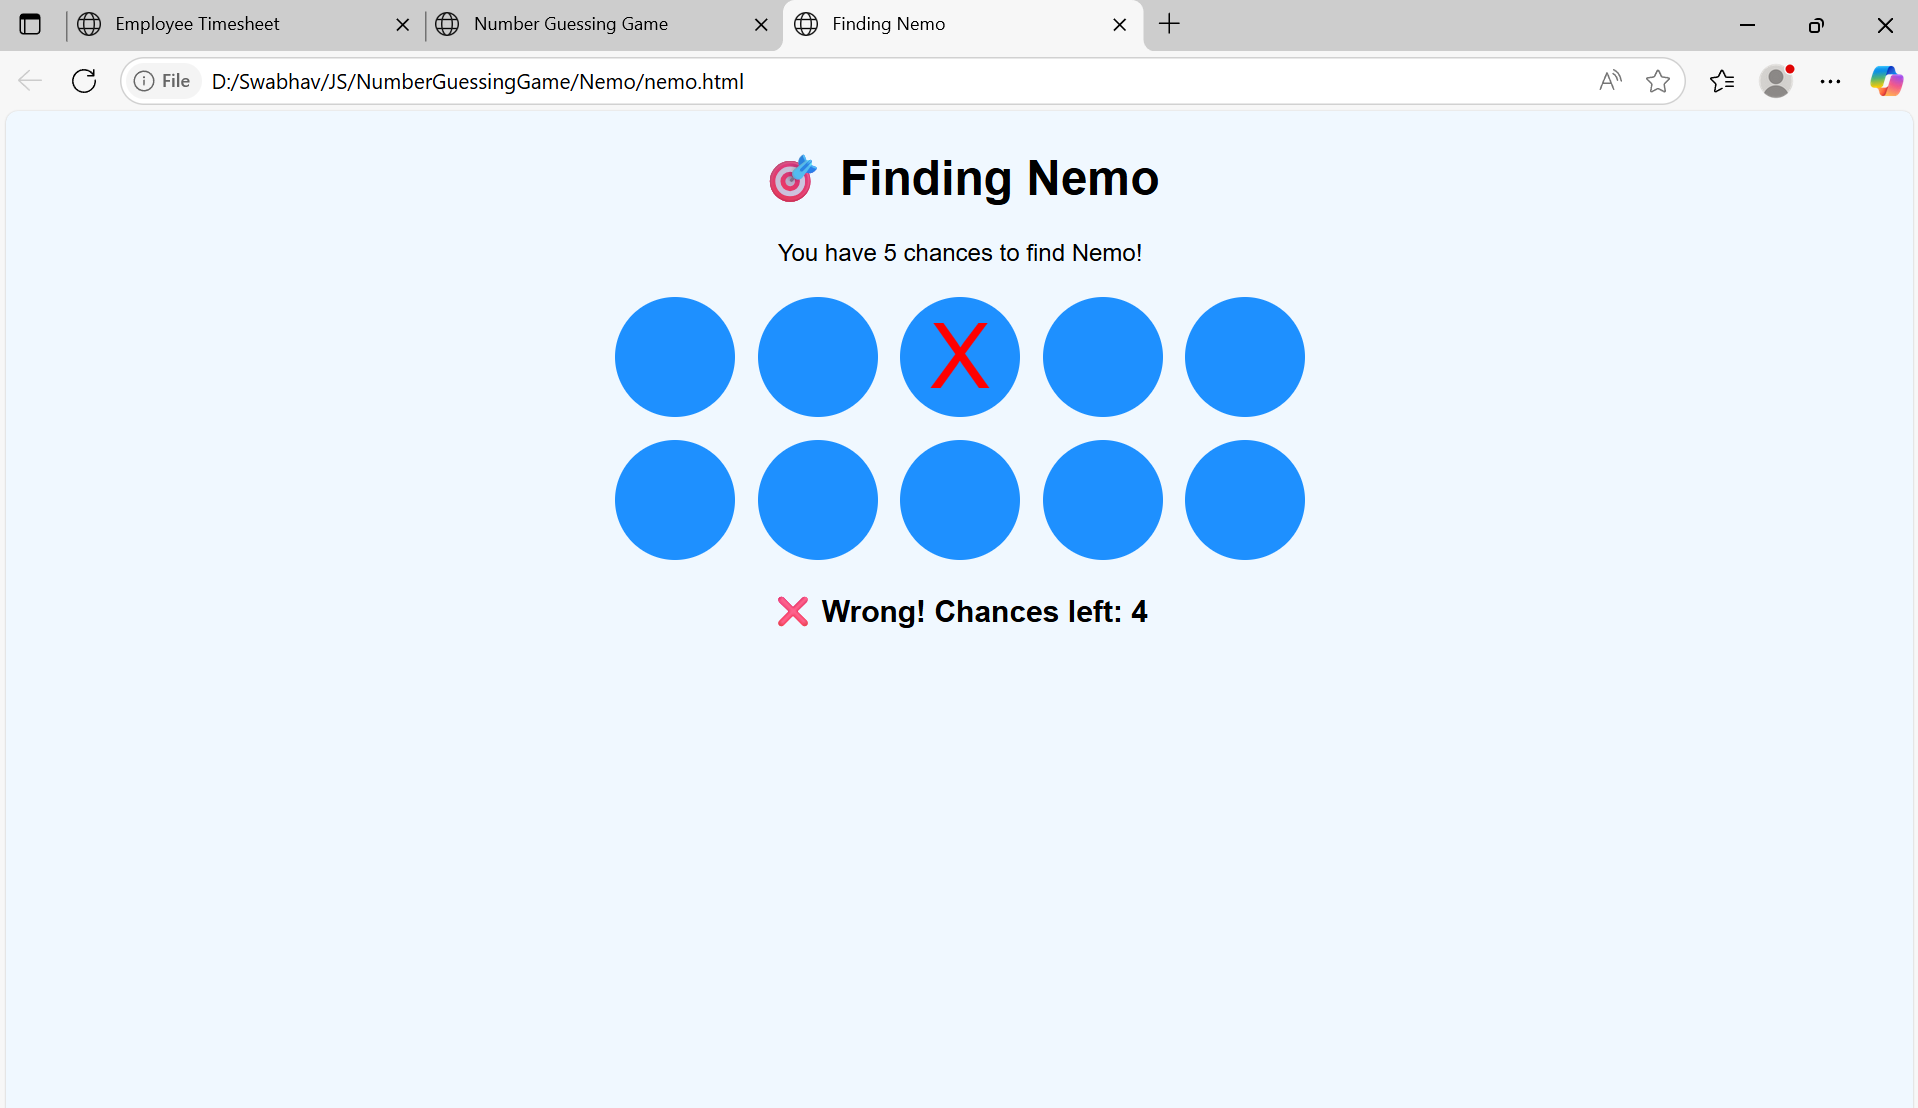 Employee Timesheet
Number Guessing Game
Finding Nemo
File
D:/Swabhav/JS/NumberGuessingGame/Nemo/nemo.html
🎯 Finding Nemo
You have 5 chances to find Nemo!
X
❌ Wrong! Chances left: 4